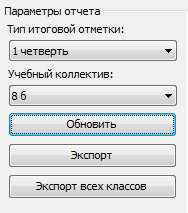 Параметры отчета
Тип итоговой отметки:
1 четверть
Учебный коллектив:
8 б
Обновить
Экспорт
Экспорт всех классов